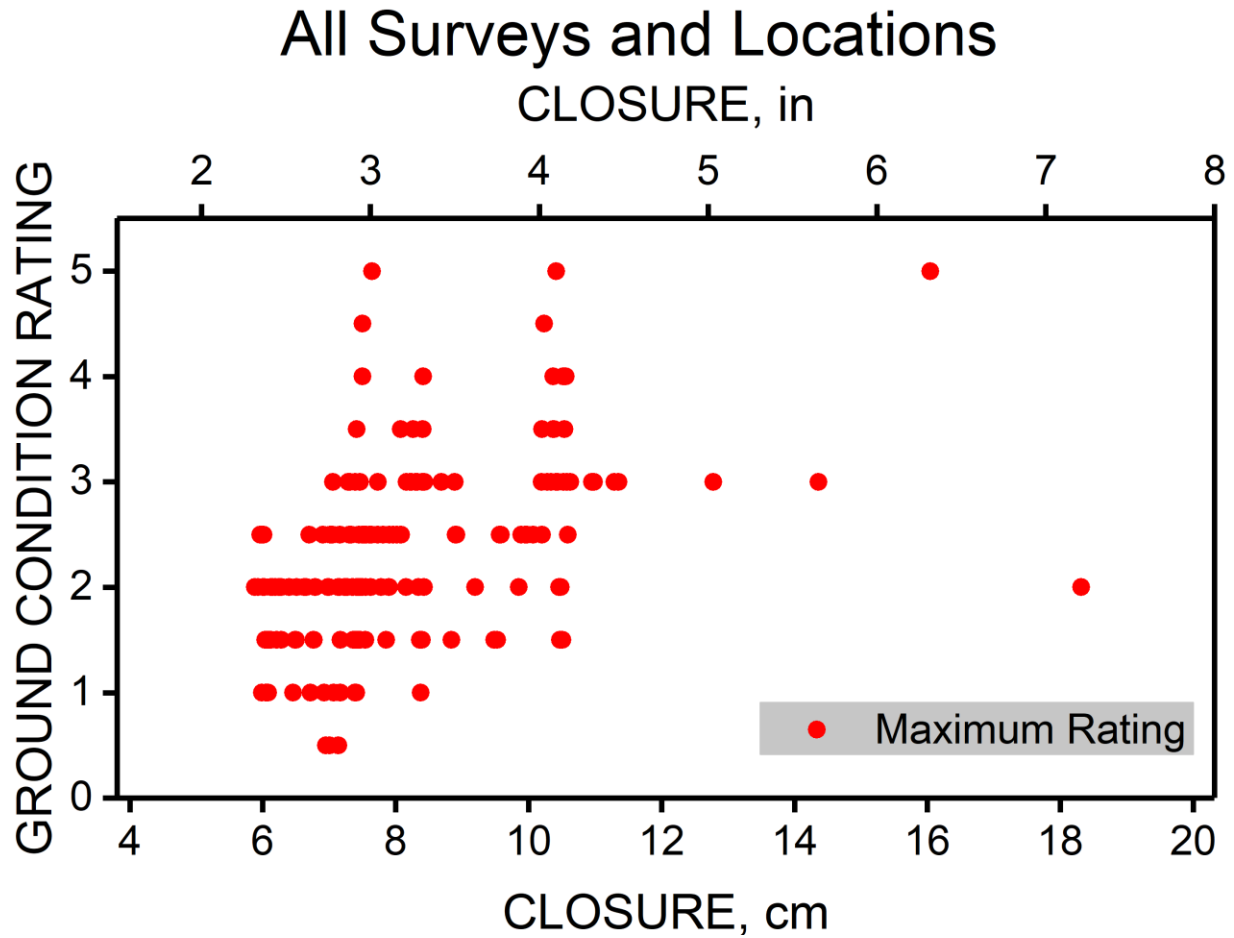 All Surveys and Locations
CLOSURE, in
2 3 4 5 6 7 8
GROUND CONDITION RATING
5
4
3
2
1
0
Maximum Rating
4 6 8 10 12 14 16 18 20
CLOSURE, cm